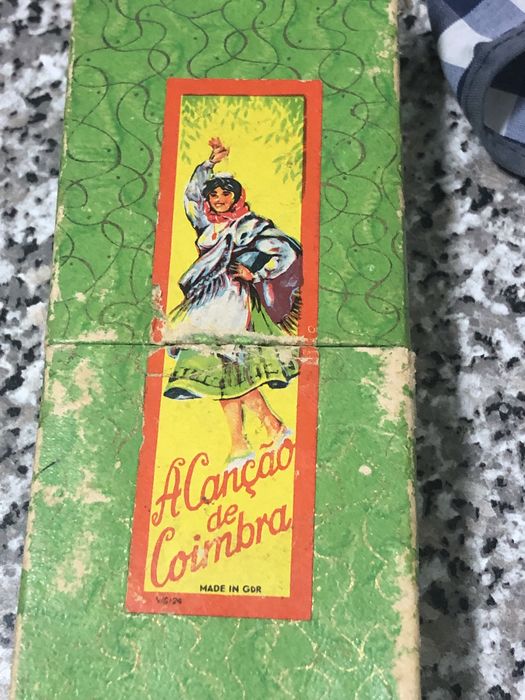 A Canção
de
Coimbra
MADE IN GDR